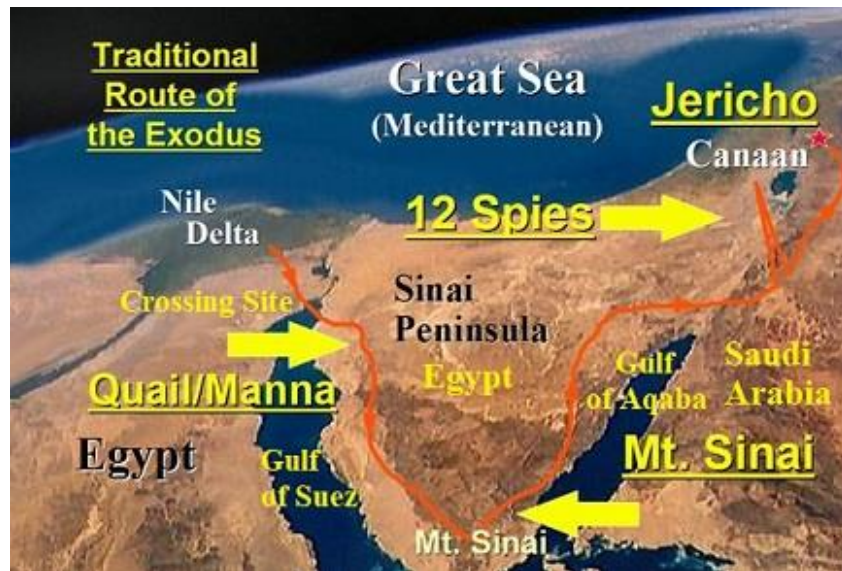 Traditional
Route of
the Exodus
Great Sea
(Mediterranean)
Jericho
Canaan
Nile
Delta
12 Spies
Crossing Site
Sinai
Peninsula
Egypt
Quail/Manna
Gulf
of Aqaba
Saudi
Arabia
Egypt
Gulf
of Suez
Mt. Sinai
Mt. Sinai